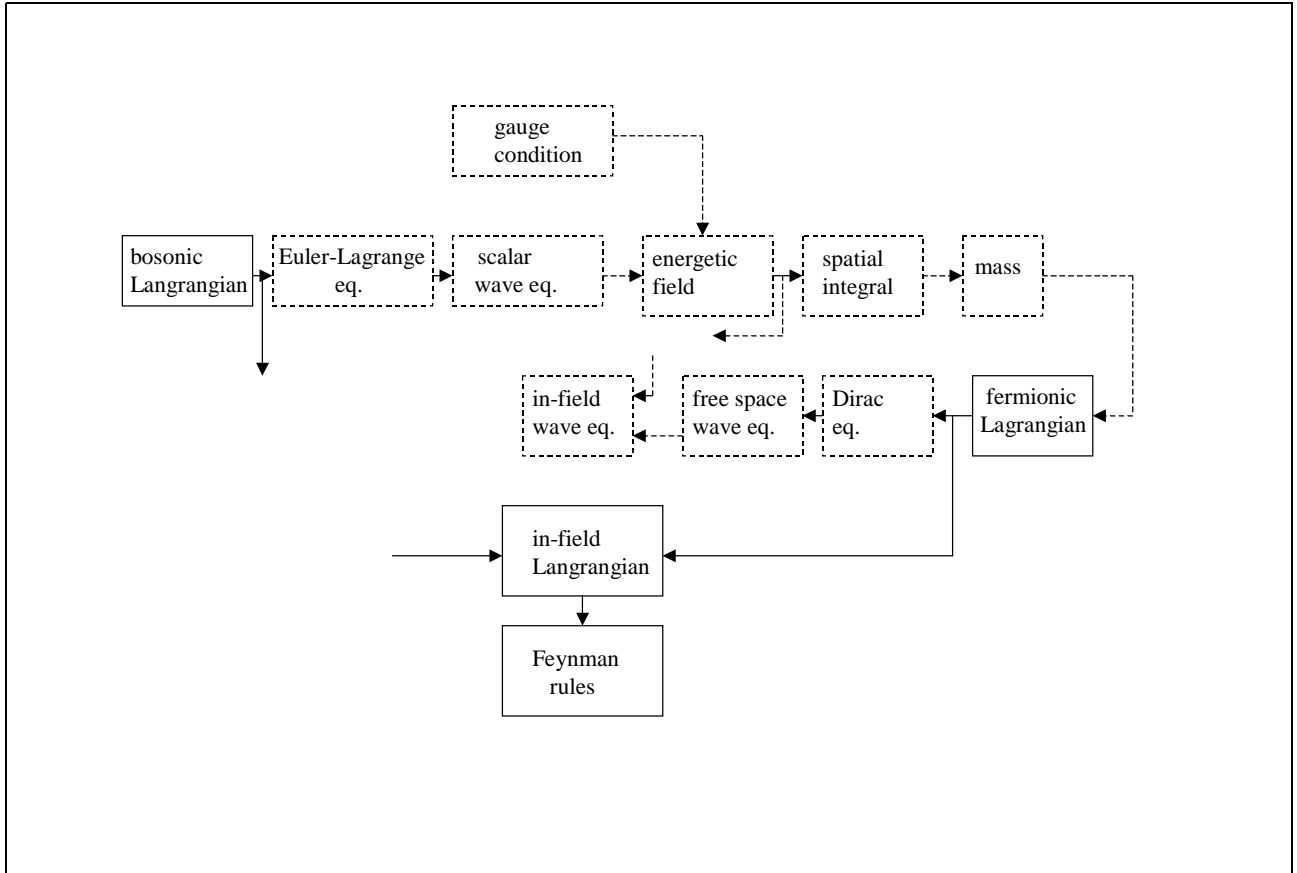 gauge
condition
bosonic
Langrangian
Euler-Lagrange
eq.
scalar
wave eq.
energetic
field
spatial
integral
mass
in-field
wave eq.
free space
wave eq.
Dirac
eq.
fermionic
Lagrangian
in-field
Langrangian
Feynman
rules